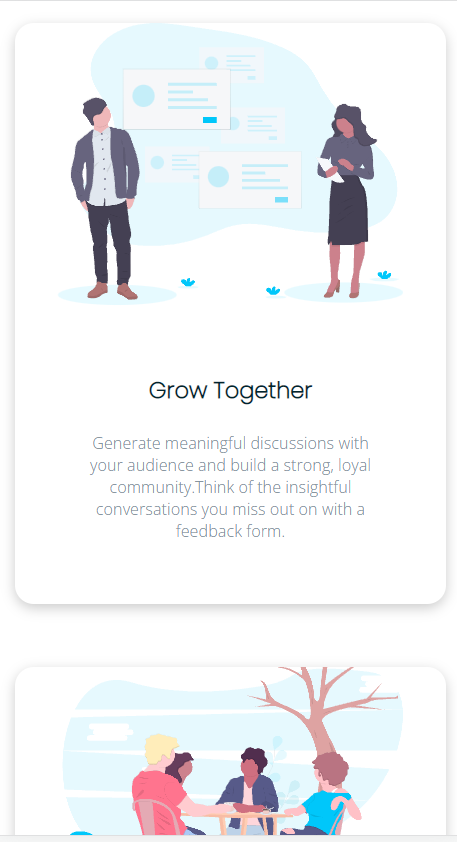 Grow Together
Generate meaningful discussions with
your audience and build a strong, loyal
community.Think of the insightful
conversations you miss out on with a
feedback form.